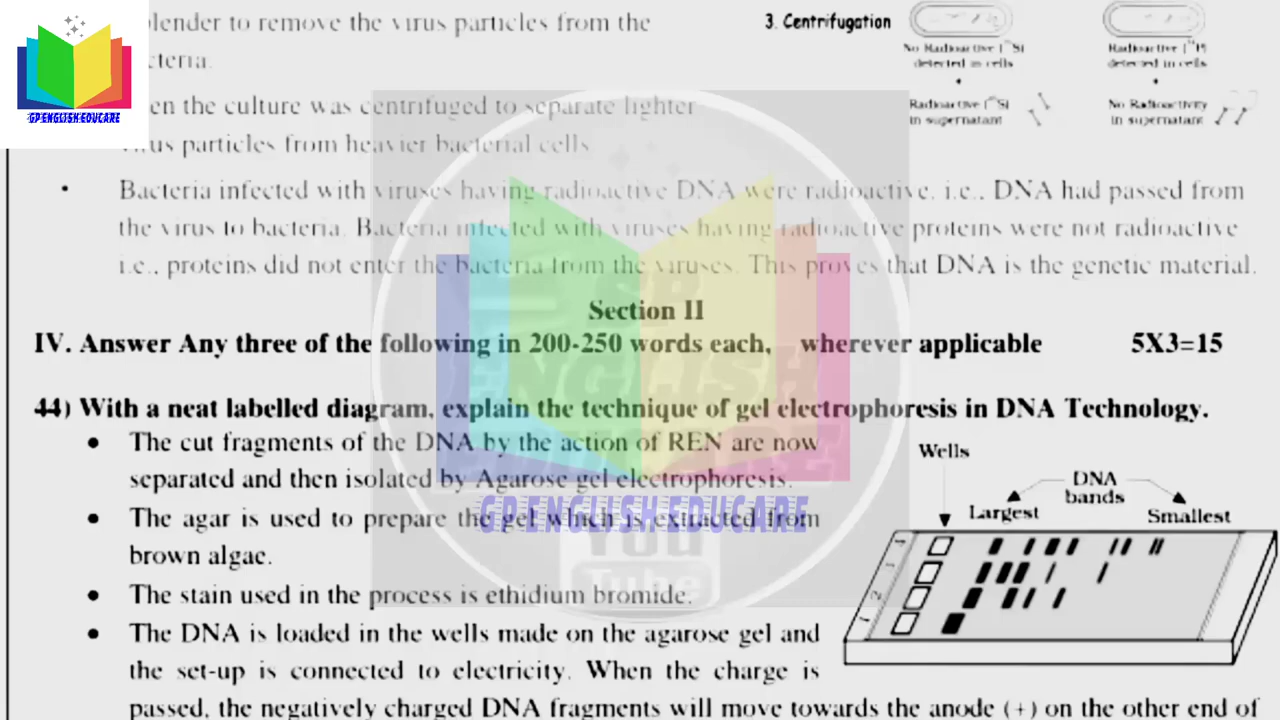 blender to remove the virus particles from the
3. Centrifugation
No Radioactive
detected in cells
Radioactive
detected in cells
Radioactive
in supernatant
No Radioactivity
in supernatant
GP ENGLISH EDUCARE
the culture was centrifuged to separate lighter
particles from heavier bacterial cells.
• Bacteria infected with viruses having radioactive DNA were radioactive, i.e., DNA had passed from
the virus to bacteria. Bacteria infected with viruses having radioactive proteins were not radioactive
i.e., proteins did not enter the bacteria from the viruses. This proves that DNA is the genetic material.
Section II
IV. Answer Any three of the following in 200-250 words each, wherever applicable 5X3=15
44) With a neat labelled diagram, explain the technique of gel electrophoresis in DNA Technology.
• The cut fragments of the DNA by the action of REN are now
separated and then isolated by Agarose gel electrophoresis.
GP ENGLISH EDUCARE
• The agar is used to prepare the gel which is extracted from
brown algae.
You
Tube
• The stain used in the process is ethidium bromide.
• The DNA is loaded in the wells made on the agarose gel and
the set-up is connected to electricity. When the charge is
passed, the negatively charged DNA fragments will move towards the anode (+) on the other end of
Wells
DNA
bands
Largest
Smallest
4
3
2
1